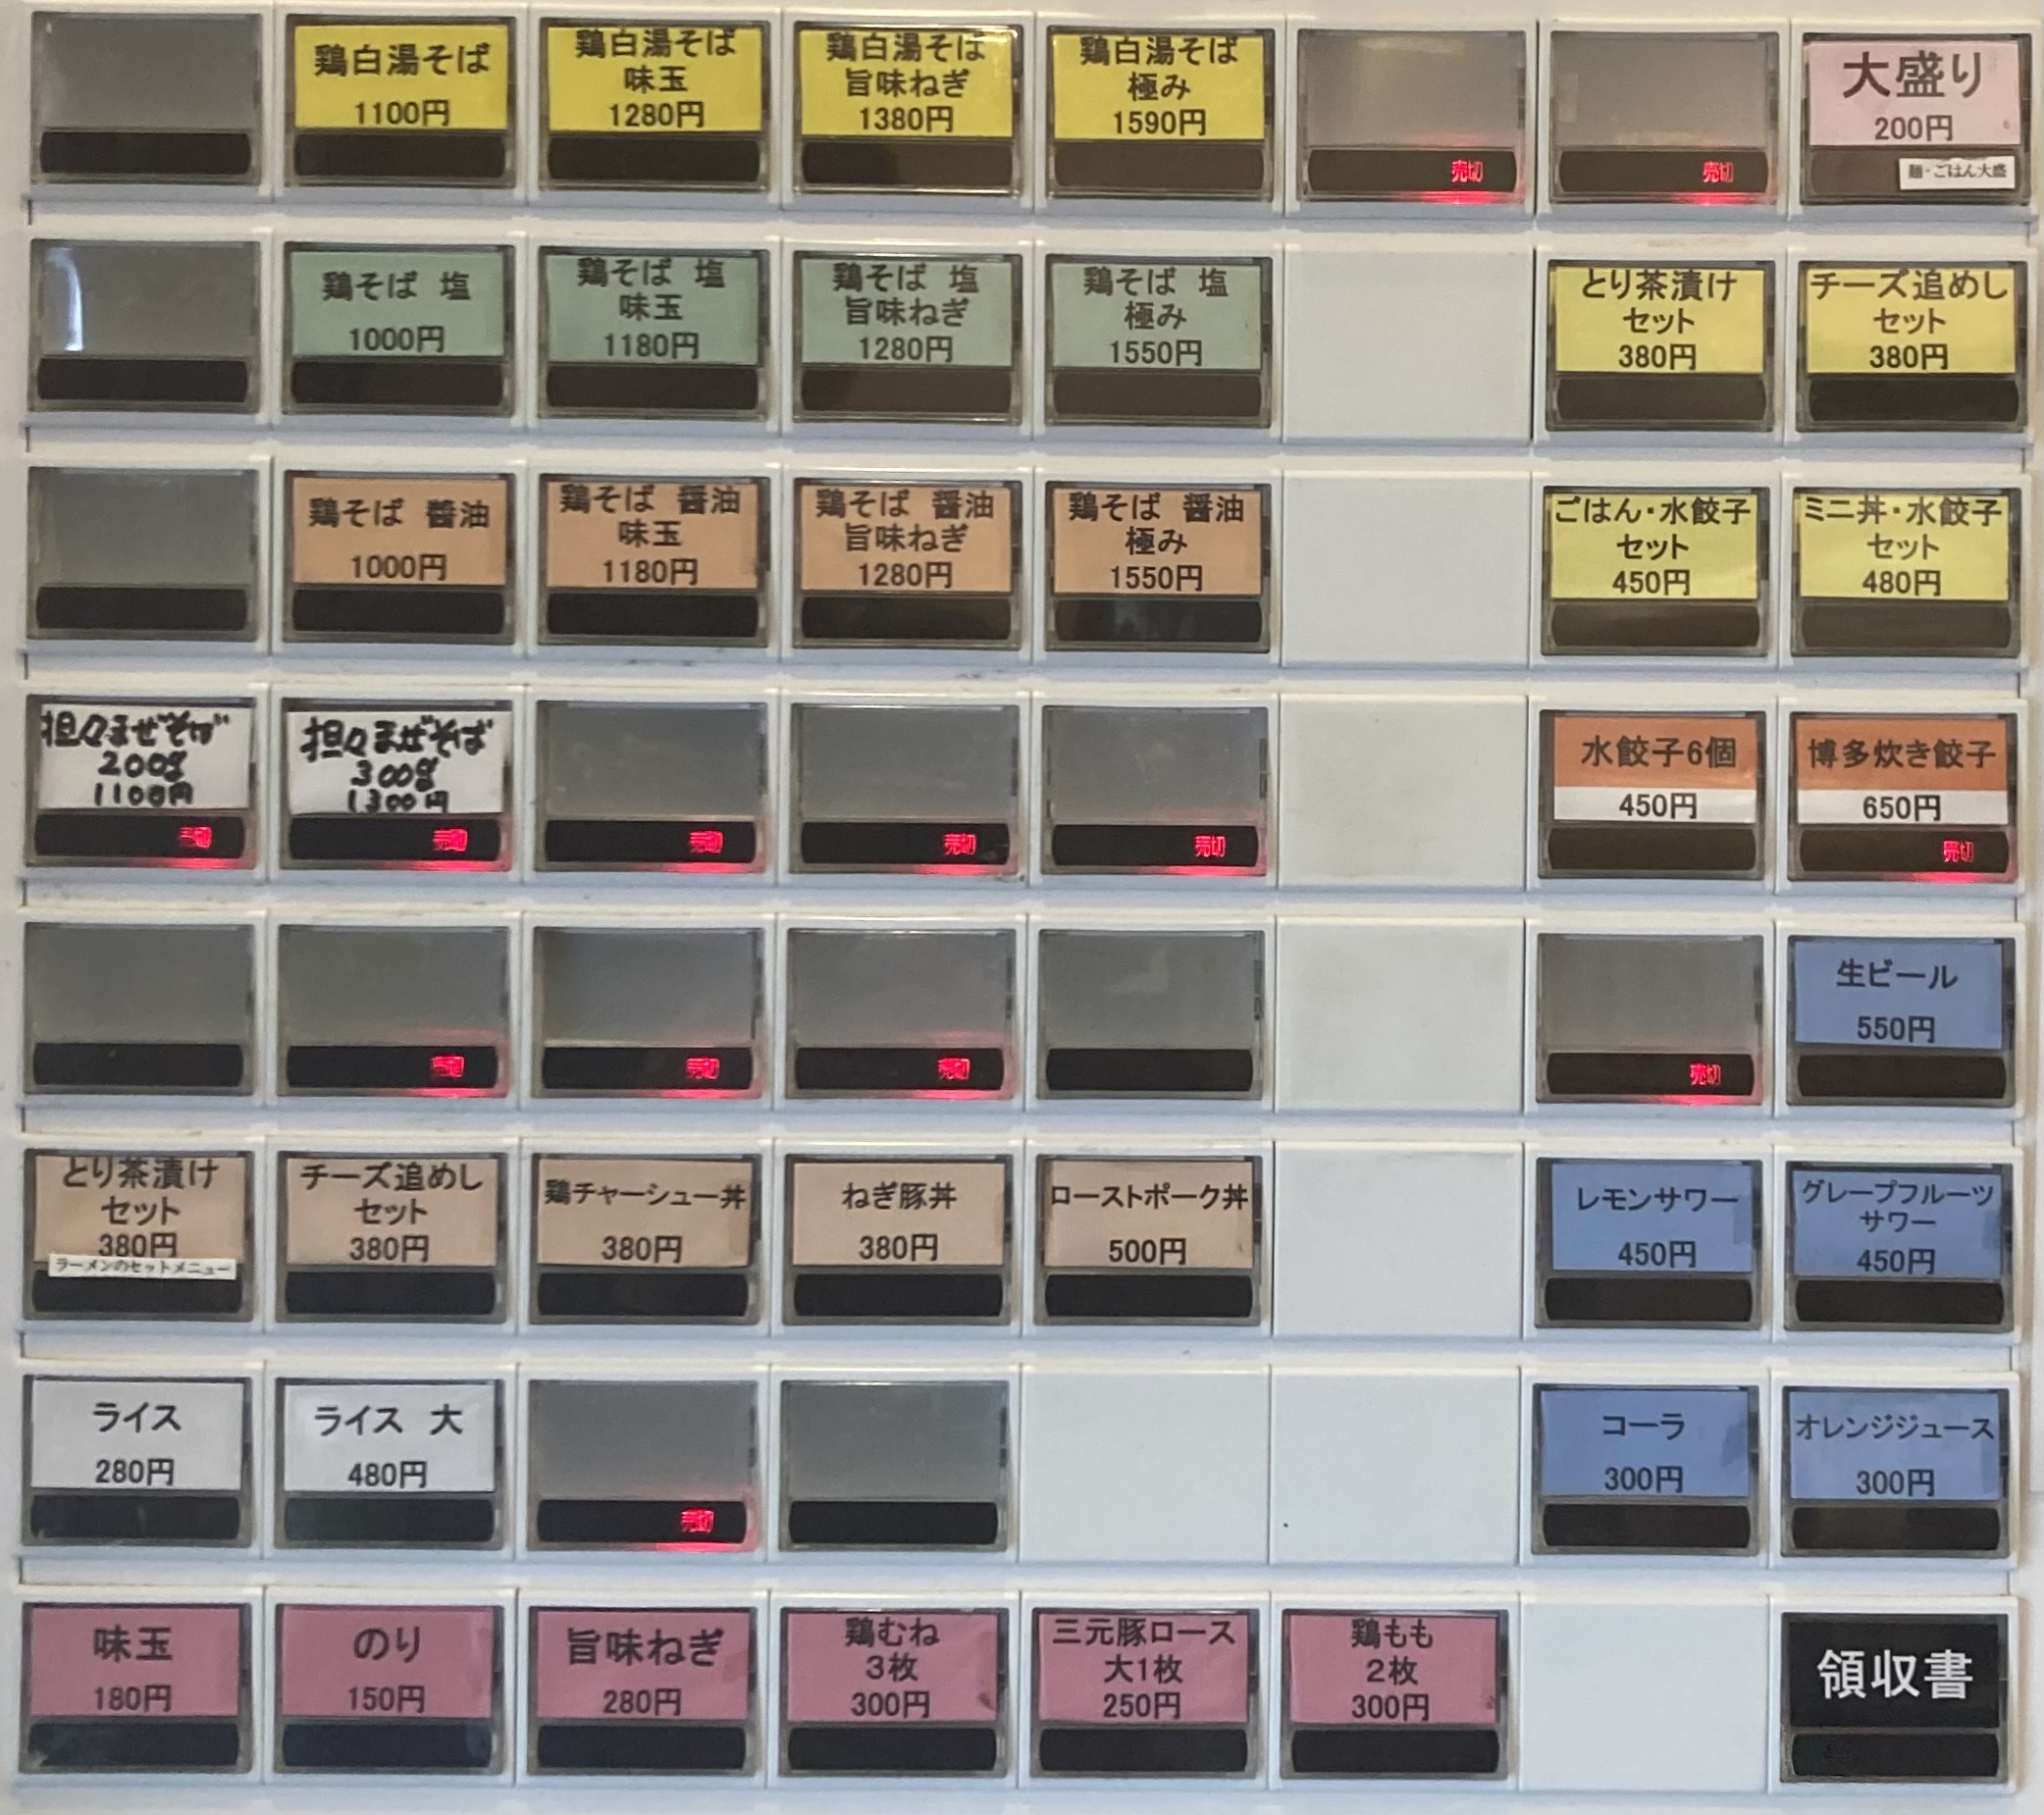 鶏白湯そば
1100円
鶏白湯そば
味玉
1280円
鶏白湯そば
旨味ねぎ
1380円
鶏白湯そば
極み
1590円
売切
売切
大盛り
200円
麺・ごはん大盛
鶏そば 塩
1000円
鶏そば 塩
味玉
1180円
鶏そば 塩
旨味ねぎ
1280円
鶏そば 塩
極み
1550円
とり茶漬け
セット
380円
チーズ追めし
セット
380円
鶏そば 醤油
1000円
鶏そば 醤油
味玉
1180円
鶏そば 醤油
旨味ねぎ
1280円
鶏そば 醤油
極み
1550円
ごはん・水餃子
セット
450円
ミニ丼・水餃子
セット
480円
担々まぜそば
200g
1100円
売切
担々まぜそば
300g
1300円
売切
売切
売切
売切
水餃子6個
450円
博多炊き餃子
650円
売切
売切
売切
売切
売切
生ビール
550円
とり茶漬け
セット
380円
ラーメンのセットメニュー
チーズ追めし
セット
380円
鶏チャーシュー丼
380円
ねぎ豚丼
380円
ローストポーク丼
500円
レモンサワー
450円
グレープフルーツ
サワー
450円
ライス
280円
ライス 大
480円
売切
コーラ
300円
オレンジジュース
300円
味玉
180円
のり
150円
旨味ねぎ
280円
鶏むね
3枚
300円
三元豚ロース
大1枚
250円
鶏もも
2枚
300円
領収書